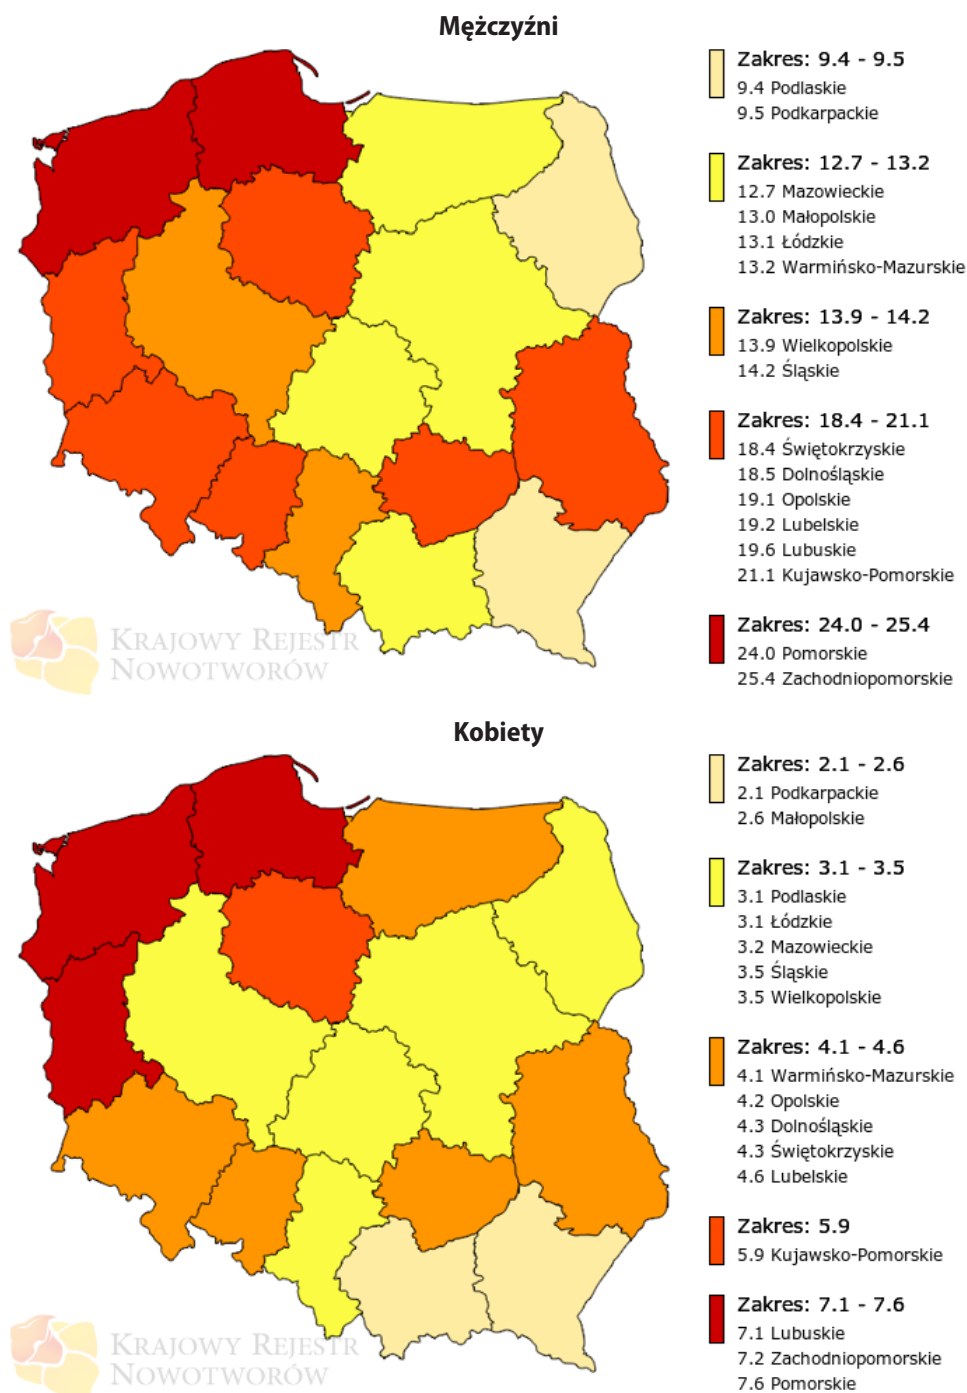 Mężczyźni
Zakres: 9.4 - 9.5
9.4 Podlaskie
9.5 Podkarpackie
Zakres: 12.7 - 13.2
12.7 Mazowieckie
13.0 Małopolskie
13.1 Łódzkie
13.2 Warmińsko-Mazurskie
Zakres: 13.9 - 14.2
13.9 Wielkopolskie
14.2 Śląskie
Zakres: 18.4 - 21.1
18.4 Świętokrzyskie
18.5 Dolnośląskie
19.1 Opolskie
19.2 Lubelskie
19.6 Lubuskie
21.1 Kujawsko-Pomorskie
Zakres: 24.0 - 25.4
24.0 Pomorskie
25.4 Zachodniopomorskie
KRAJOWY REJESTR
NOWOTWORÓW
Kobiety
Zakres: 2.1 - 2.6
2.1 Podkarpackie
2.6 Małopolskie
Zakres: 3.1 - 3.5
3.1 Podlaskie
3.1 Łódzkie
3.2 Mazowieckie
3.5 Śląskie
3.5 Wielkopolskie
Zakres: 4.1 - 4.6
4.1 Warmińsko-Mazurskie
4.2 Opolskie
4.3 Dolnośląskie
4.3 Świętokrzyskie
4.6 Lubelskie
Zakres: 5.9
5.9 Kujawsko-Pomorskie
Zakres: 7.1 - 7.6
7.1 Lubuskie
7.2 Zachodniopomorskie
7.6 Pomorskie
KRAJOWY REJESTR
NOWOTWORÓW